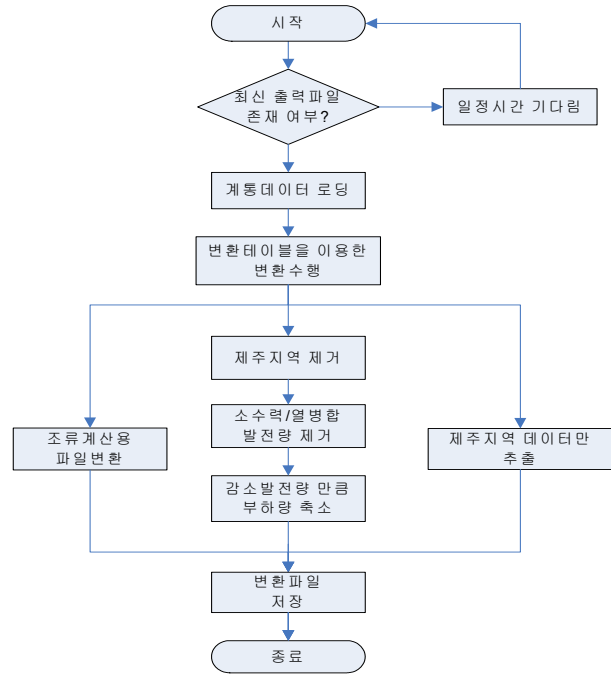 시작
최신 출력파일
존재 여부?
일정시간 기다림
계통데이터 로딩
변환테이블을 이용한
변환수행
제주지역 제거
소수력/열병합
발전량 제거
감소발전량 만큼
부하량 축소
조류계산용
파일변환
제주지역 데이터만
추출
변환파일
저장
종료